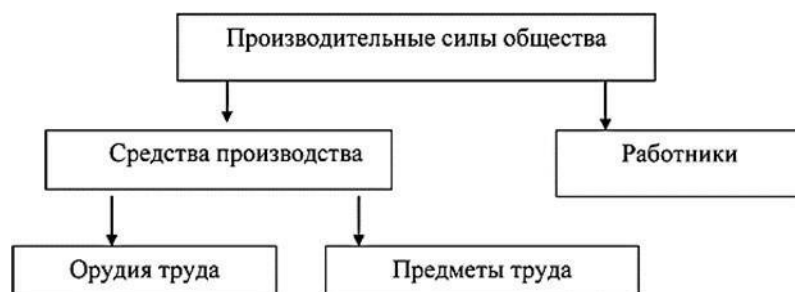 Производительные силы общества
Средства производства
Работники
Орудия труда
Предметы труда